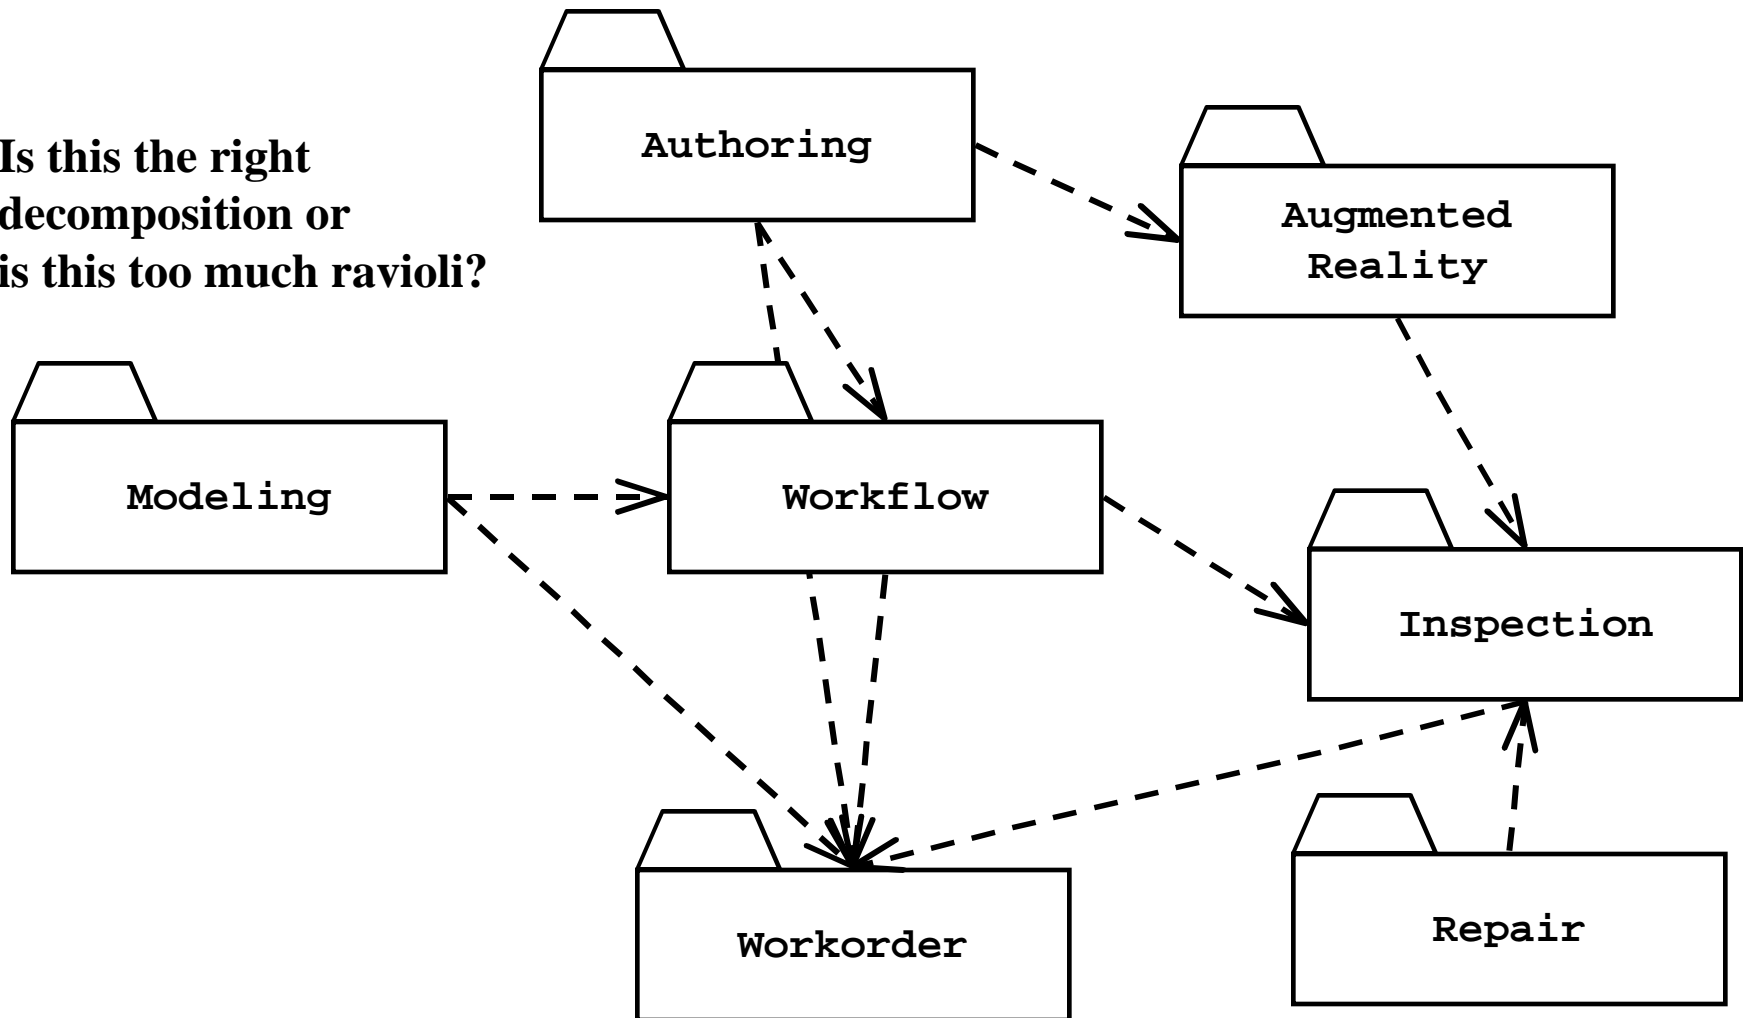 Authoring
Is this the right
decomposition or
is this too much ravioli?
Augmented
Reality
Modeling
Workflow
Inspection
Workorder
Repair